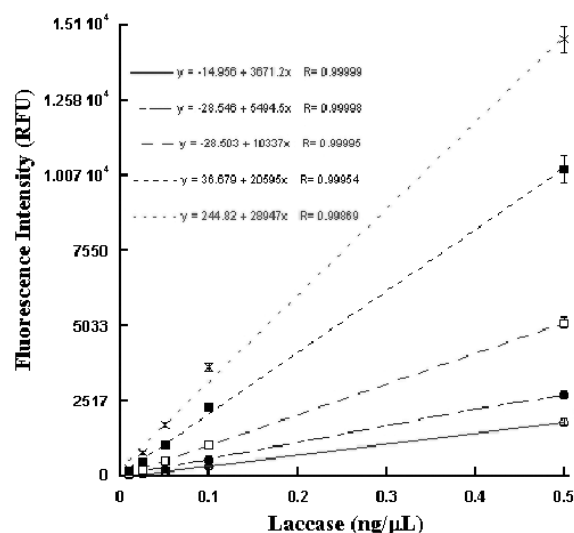 1.51 10⁴
1.258 10⁴
1.007 10⁴
7550
5033
2517
0
Fluorescence Intensity (RFU)
y = -14.956 + 3671.2x R= 0.99999
y = -28.546 + 5494.5x R= 0.99998
y = -28.503 + 10337x R= 0.99995
y = 36.679 + 20595x R= 0.99954
y = 244.82 + 28947x R= 0.99869
0 0.1 0.2 0.3 0.4 0.5
Laccase (ng/µL)